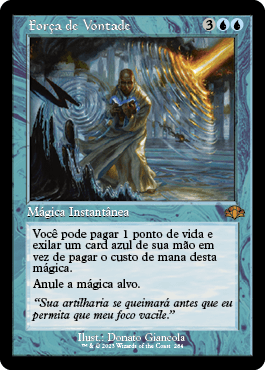 Força de Vontade 3
Mágica Instantânea
Você pode pagar 1 ponto de vida e
exilar um card azul de sua mão em
vez de pagar o custo de mana desta
mágica.
Anule a mágica alvo.
“Sua artilharia se queimará antes que eu
permita que meu foco vacile.”
Ilust.: Donato Giancola
™ & © 2023 Wizards of the Coast 284